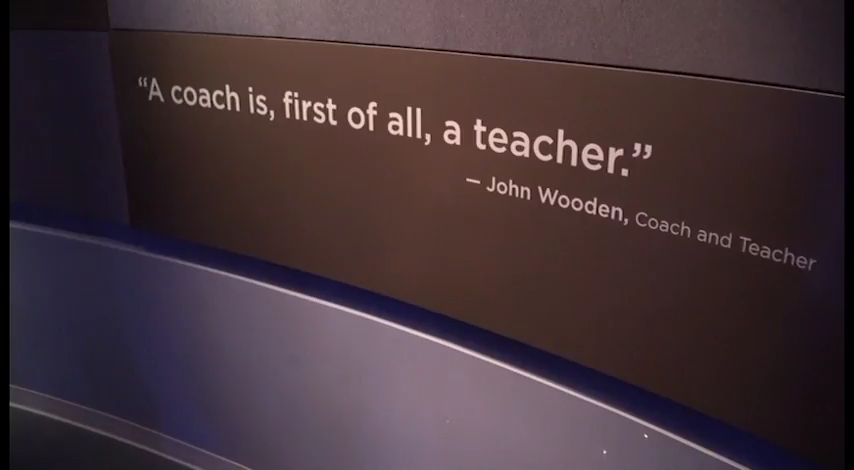 “A coach is, first of all, a teacher.”
— John Wooden, Coach and Teacher